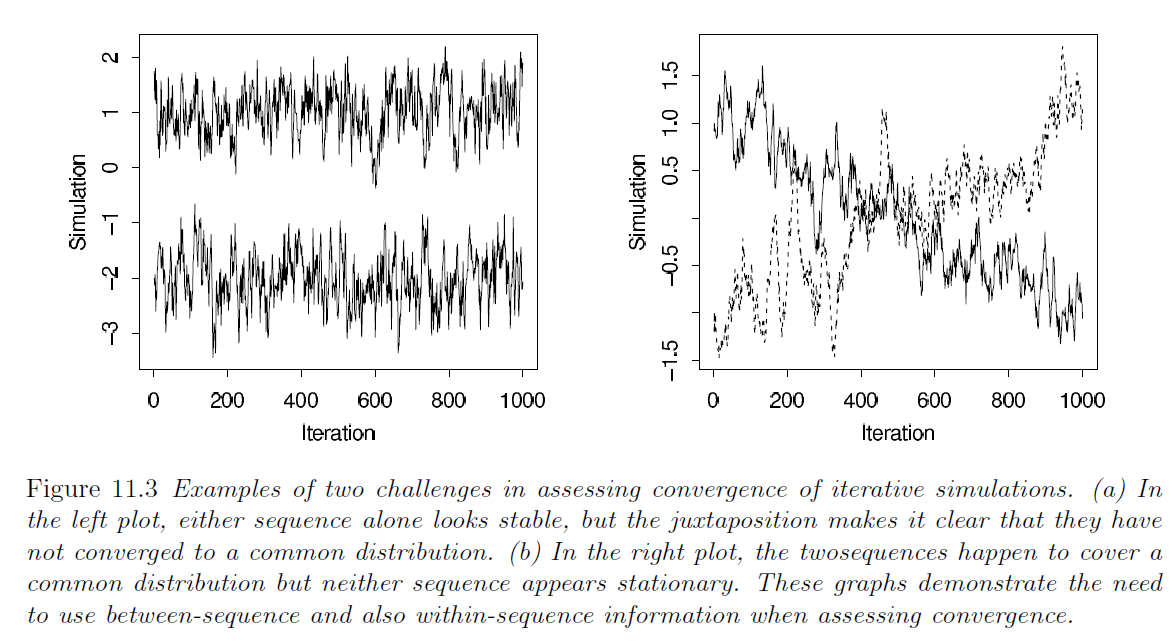 2
1
0
−1
−2
−3
Simulation
0 200 400 600 800 1000
Iteration
1.5
1.0
0.5
−0.5
−1.5
Simulation
0 200 400 600 800 1000
Iteration
Figure 11.3 Examples of two challenges in assessing convergence of iterative simulations. (a) In
the left plot, either sequence alone looks stable, but the juxtaposition makes it clear that they have
not converged to a common distribution. (b) In the right plot, the twosequences happen to cover a
common distribution but neither sequence appears stationary. These graphs demonstrate the need
to use between-sequence and also within-sequence information when assessing convergence.